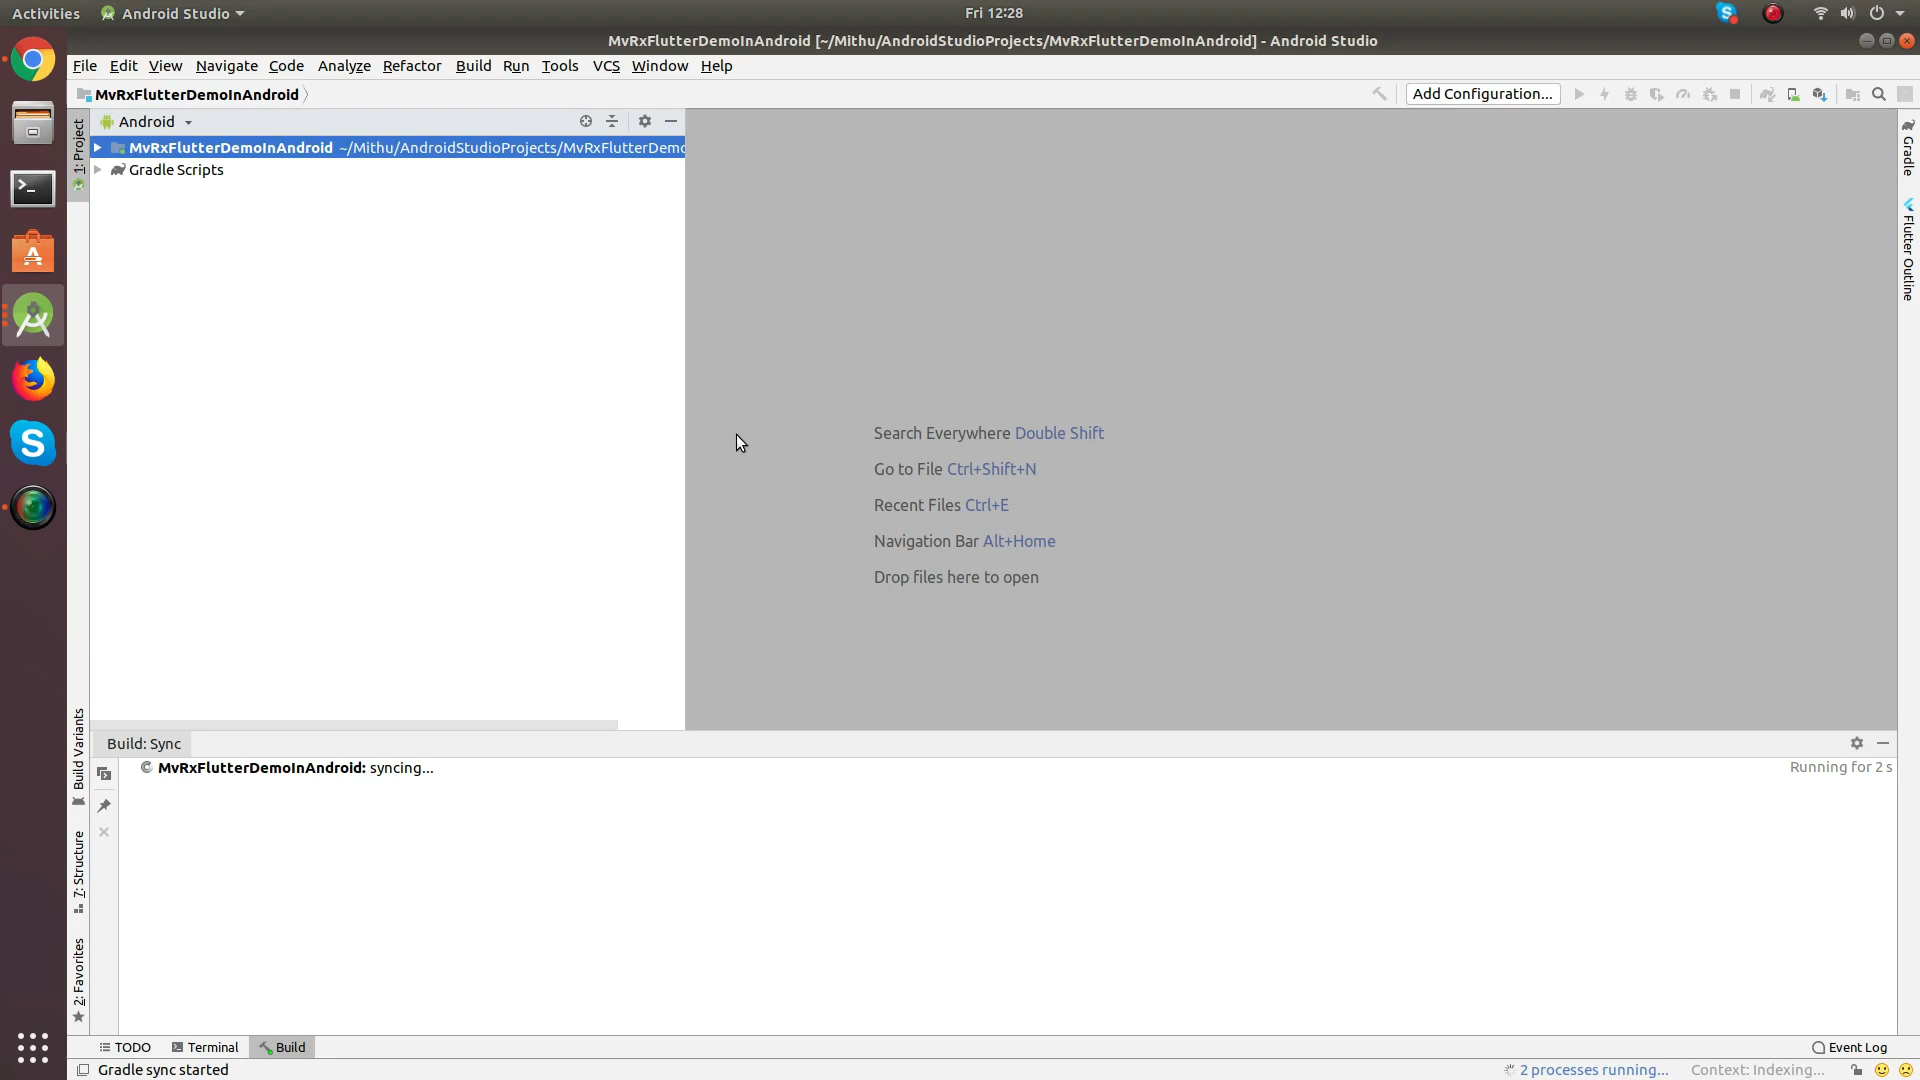 Activities Android Studio Fri 12:28
MvRxFlutterDemoInAndroid [~/Mithu/AndroidStudioProjects/MvRxFlutterDemoInAndroid] - Android Studio
File Edit View Navigate Code Analyze Refactor Build Run Tools VCS Window Help
MvRxFlutterDemoInAndroid Add Configuration...
1: Project
Android
MvRxFlutterDemoInAndroid ~/Mithu/AndroidStudioProjects/MvRxFlutterDemo
Gradle Scripts
Gradle
Flutter Outline
Search Everywhere Double Shift
Go to File Ctrl+Shift+N
Recent Files Ctrl+E
Navigation Bar Alt+Home
Drop files here to open
Build Variants
7: Structure
2: Favorites
Build: Sync
MvRxFlutterDemoInAndroid: syncing... Running for 2 s
TODO Terminal Build Event Log
Gradle sync started 2 processes running... Context: Indexing...